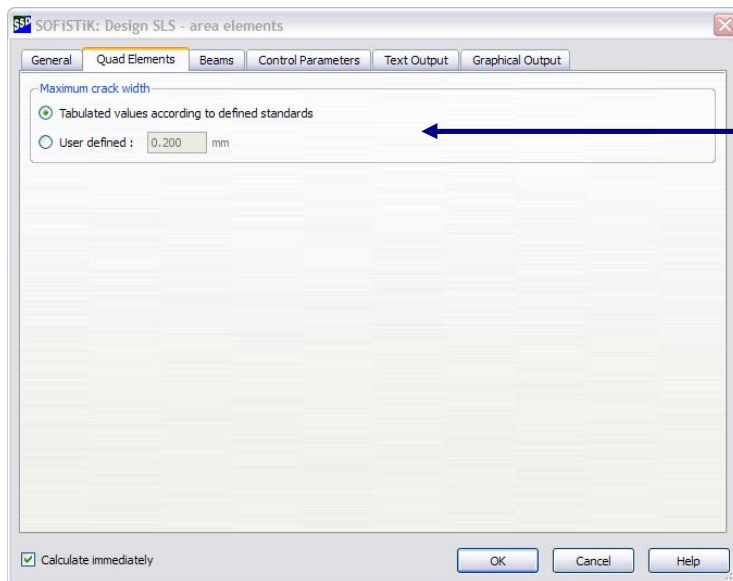 SSD SOFiSTiK: Design SLS - area elements
General Quad Elements Beams Control Parameters Text Output Graphical Output
Maximum crack width
Tabulated values according to defined standards
User defined : 0.200 mm
Calculate immediately OK Cancel Help